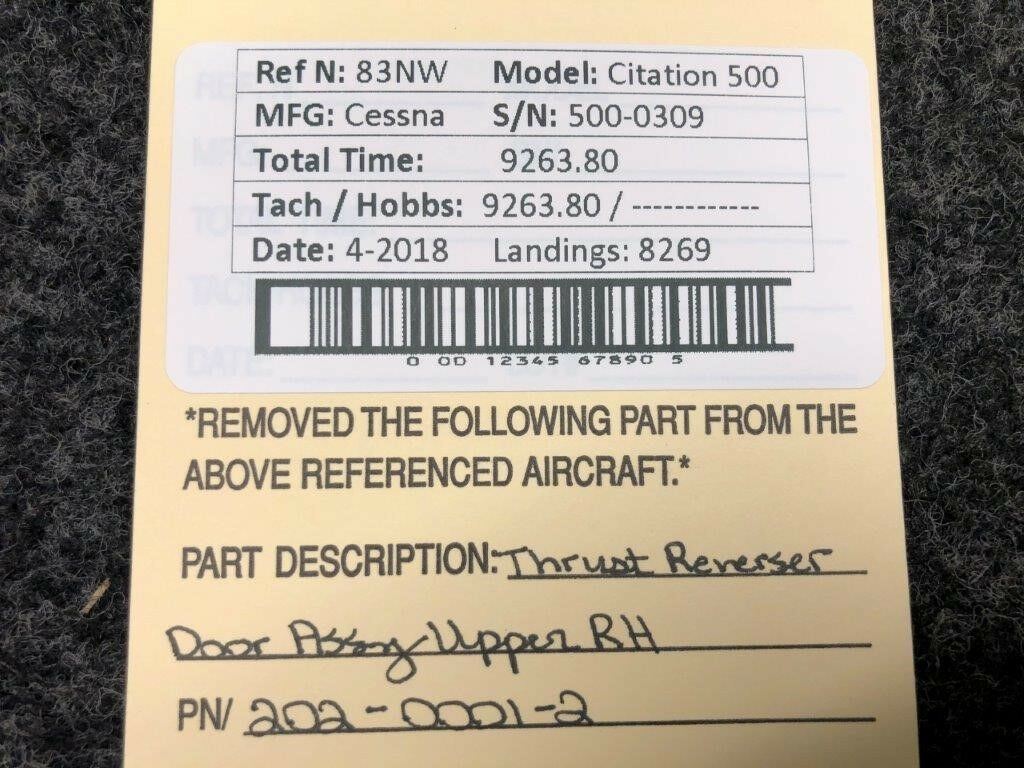 Ref N: 83NW Model: Citation 500
MFG: Cessna S/N: 500-0309
Total Time: 9263.80
Tach / Hobbs: 9263.80 / ------------
Date: 4-2018 Landings: 8269
0 00 12345 67890 5
*REMOVED THE FOLLOWING PART FROM THE
ABOVE REFERENCED AIRCRAFT.*
PART DESCRIPTION: Thrust Reverser
Door Assy-Upper RH
PN/ 202-0001-2